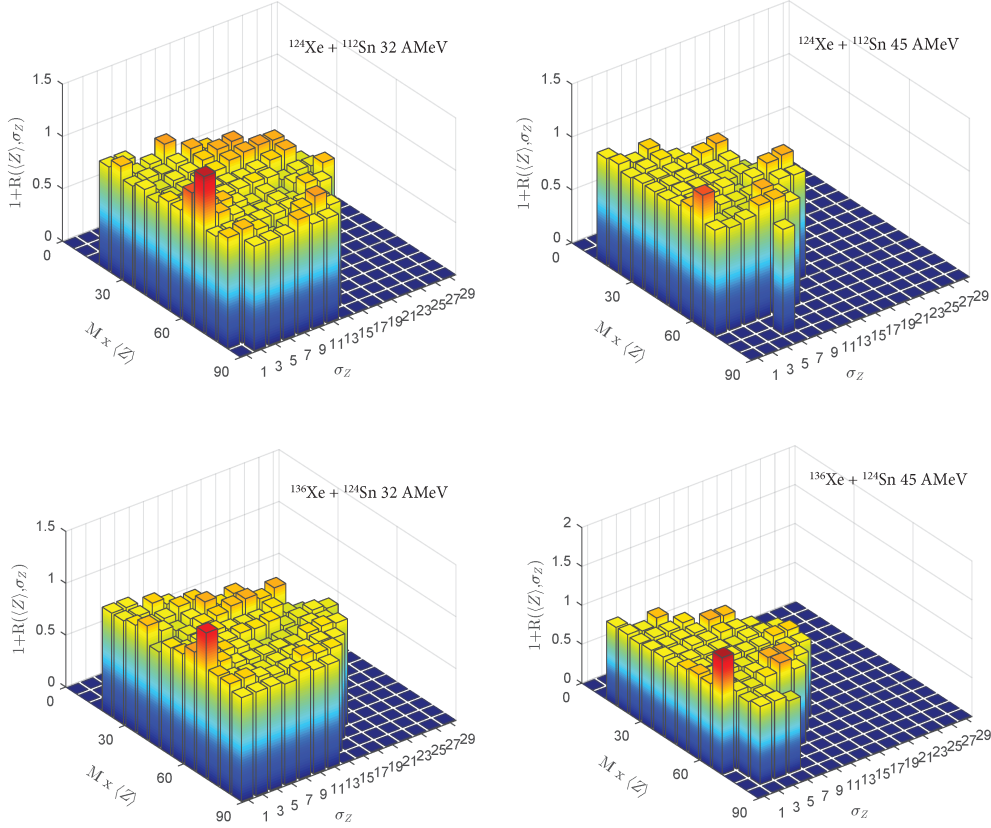 ¹²⁴Xe + ¹¹²Sn 32 AMeV
1+R(⟨Z⟩,σ_Z)
1.5
1
0.5
0
0
30
60
90
M x ⟨Z⟩
1 3 5 7 9 11 13 15 17 19 21 23 25 27 29
σ_Z
¹²⁴Xe + ¹¹²Sn 45 AMeV
1+R(⟨Z⟩,σ_Z)
1.5
1
0.5
0
0
30
60
90
M x ⟨Z⟩
1 3 5 7 9 11 13 15 17 19 21 23 25 27 29
σ_Z
¹³⁶Xe + ¹²⁴Sn 32 AMeV
1+R(⟨Z⟩,σ_Z)
1.5
1
0.5
0
0
30
60
90
M x ⟨Z⟩
1 3 5 7 9 11 13 15 17 19 21 23 25 27 29
σ_Z
¹³⁶Xe + ¹²⁴Sn 45 AMeV
1+R(⟨Z⟩,σ_Z)
2
1.5
1
0.5
0
0
30
60
90
M x ⟨Z⟩
1 3 5 7 9 11 13 15 17 19 21 23 25 27 29
σ_Z